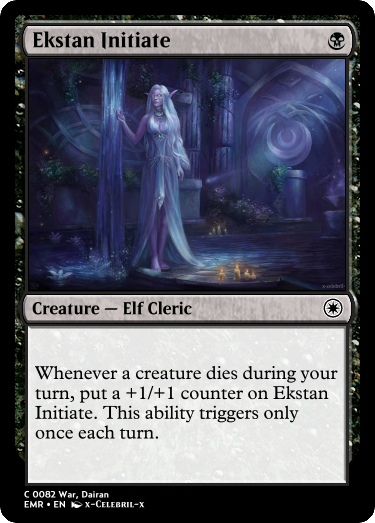 Ekstan Initiate
x-celebril-
Creature — Elf Cleric
Whenever a creature dies during your
turn, put a +1/+1 counter on Ekstan
Initiate. This ability triggers only
once each turn.
C 0082 War, Dairan
EMR • EN x-Celebril-x